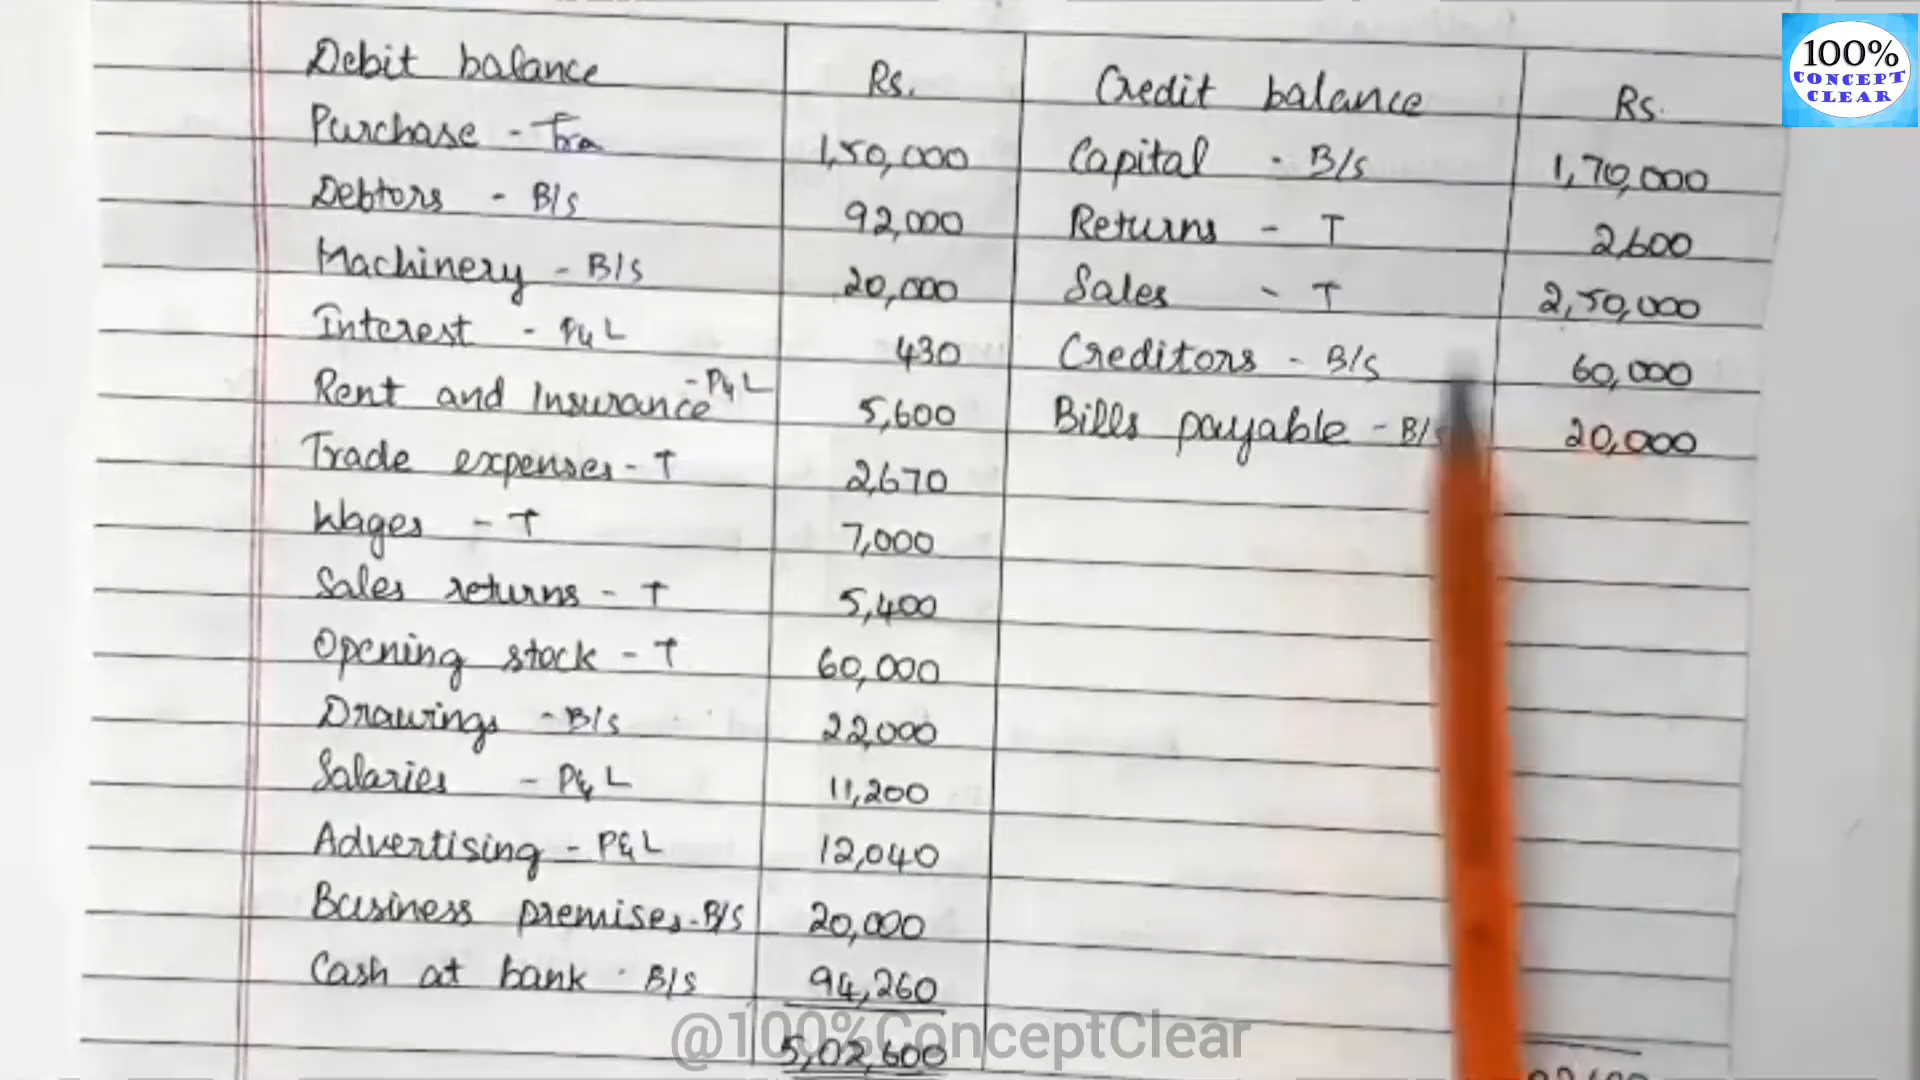 Debit balance Rs. Credit balance Rs.
Purchase - Tra 1,50,000 Capital - B/S 1,70,000
Debtors - B/S 92,000 Returns - T 2,600
Machinery - B/S 20,000 Sales - T 2,50,000
Interest - P&L 430 Creditors - B/S 60,000
Rent and Insurance - P&L 5,600 Bills payable - B/S 20,000
Trade expenses - T 2,670
Wages - T 7,000
Sales returns - T 5,400
Opening stock - T 60,000
Drawings - B/S 22,000
Salaries - P&L 11,200
Advertising - P&L 12,040
Business premises - B/S 20,000
Cash at bank - B/S 94,260
5,02,600
100%
CONCEPT
CLEAR
@100%ConceptClear